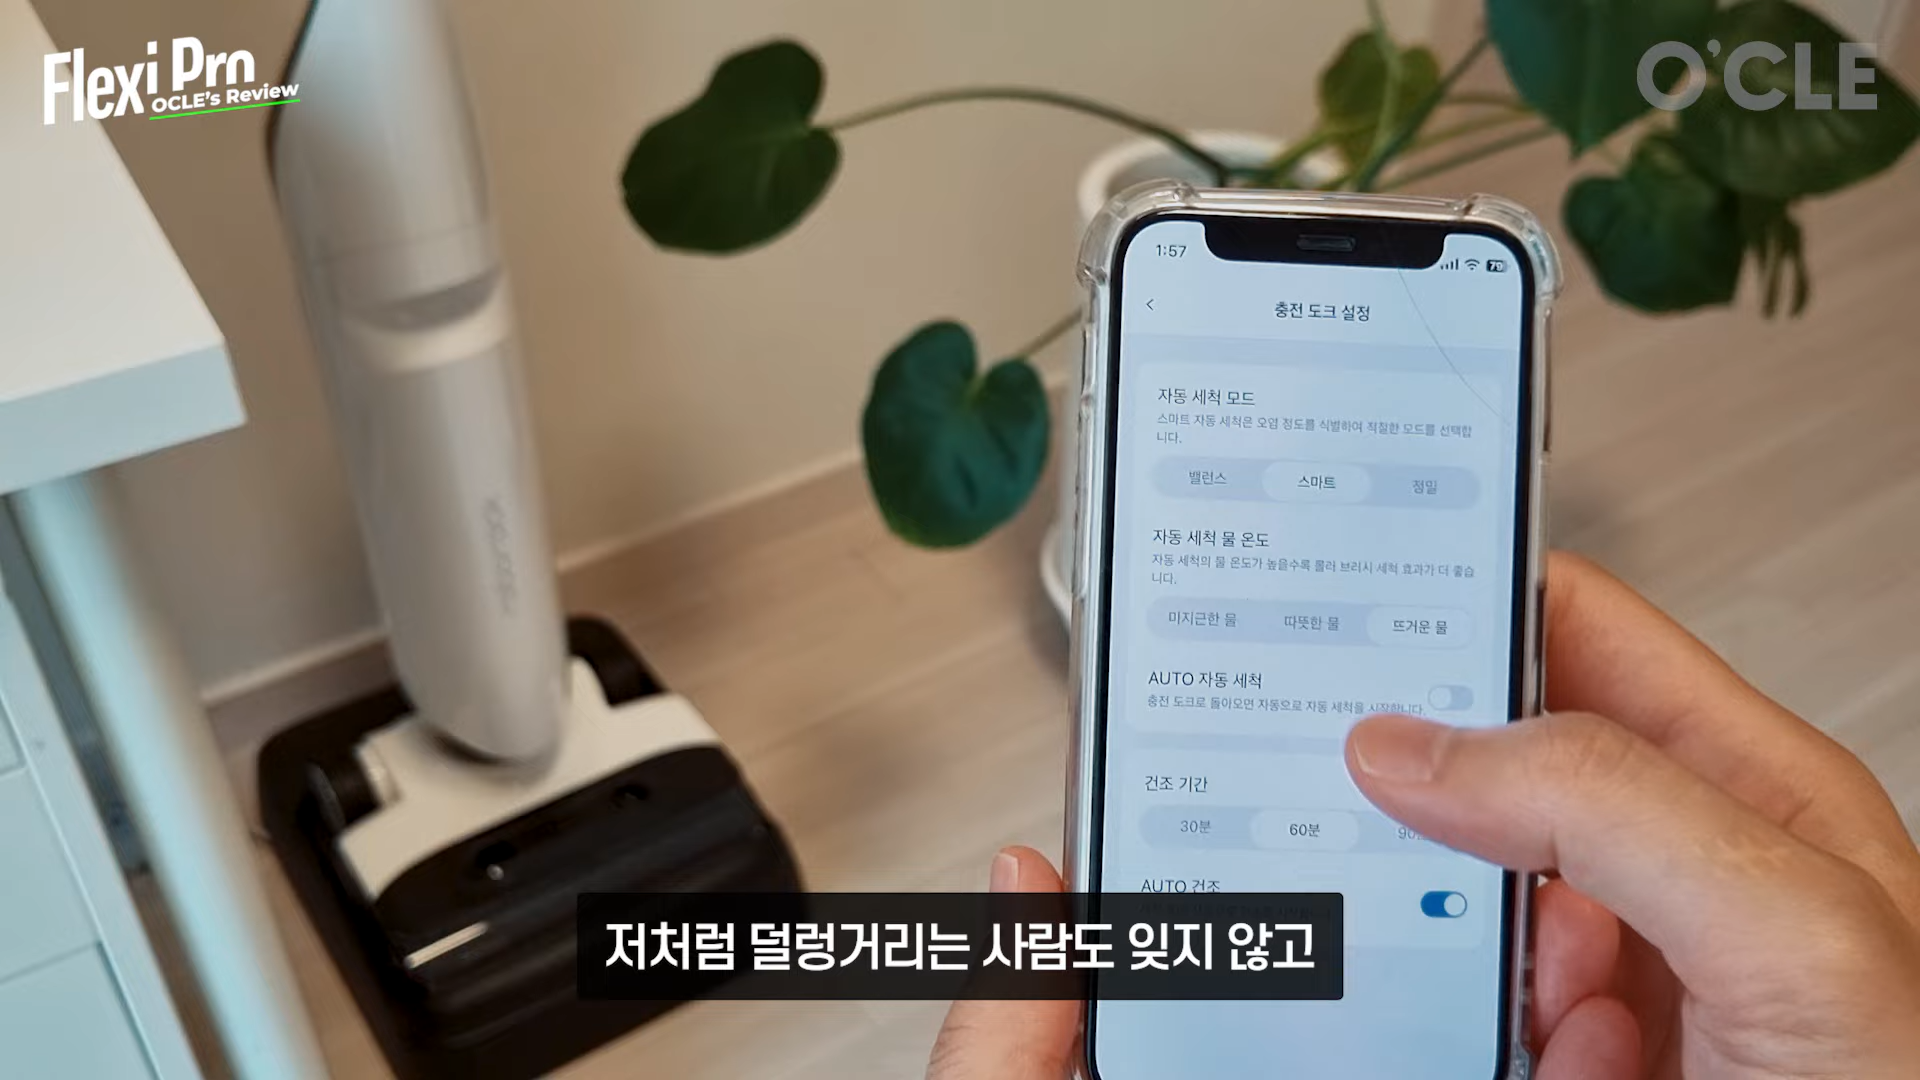 Flexi Pro
OCLE's Review
O'CLE
1:57
79
충전 도크 설정
자동 세척 모드
스마트 자동 세척은 오염 정도를 식별하여 적절한 모드를 선택합
니다.
밸런스 스마트 정밀
자동 세척 물 온도
자동 세척의 물 온도가 높을수록 롤러 브러시 세척 효과가 더 좋습
니다.
미지근한 물 따뜻한 물 뜨거운 물
AUTO 자동 세척
충전 도크로 돌아오면 자동으로 자동 세척을 시작합니다.
건조 기간
30분 60분
AUTO 건조
저처럼 덜렁거리는 사람도 잊지 않고